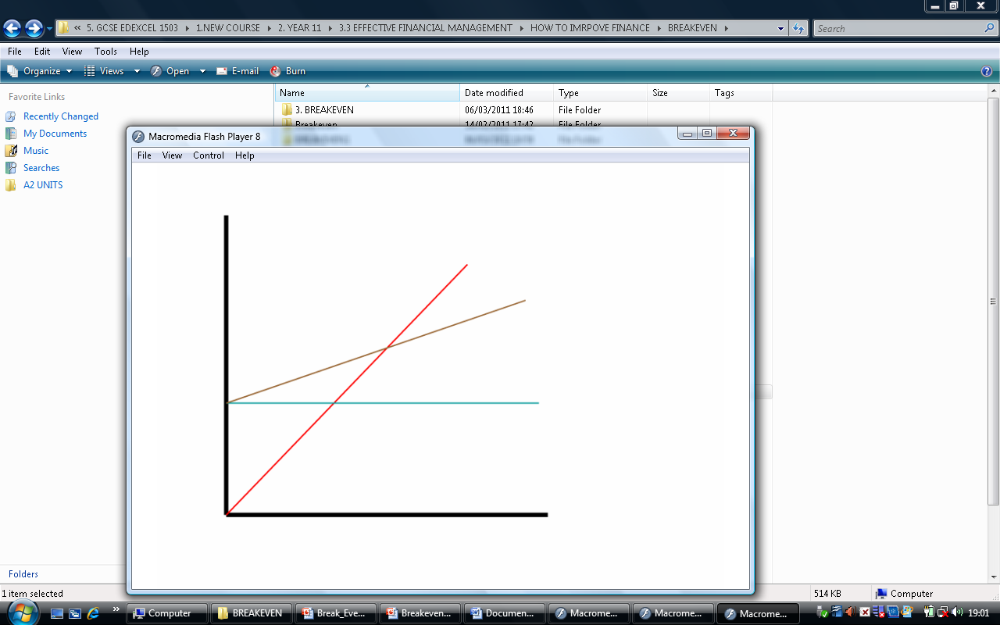 « 5. GCSE EDEXCEL 1503 1.NEW COURSE 2. YEAR 11 3.3 EFFECTIVE FINANCIAL MANAGEMENT HOW TO IMRPOVE FINANCE BREAKEVEN Search
File Edit View Tools Help
Organize Views Open E-mail Burn
Favorite Links
Recently Changed
My Documents
Music
Searches
A2 UNITS
Name Date modified Type Size Tags
3. BREAKEVEN 06/03/2011 18:46 File Folder
Breakeven 14/02/2011 17:42 File Folder
Macromedia Flash Player 8
File View Control Help
Folders
1 item selected 514 KB Computer
» Computer BREAKEVEN Break_Eve... Breakeven... Documen... Macrome... Macrome... Macrome... 19:01